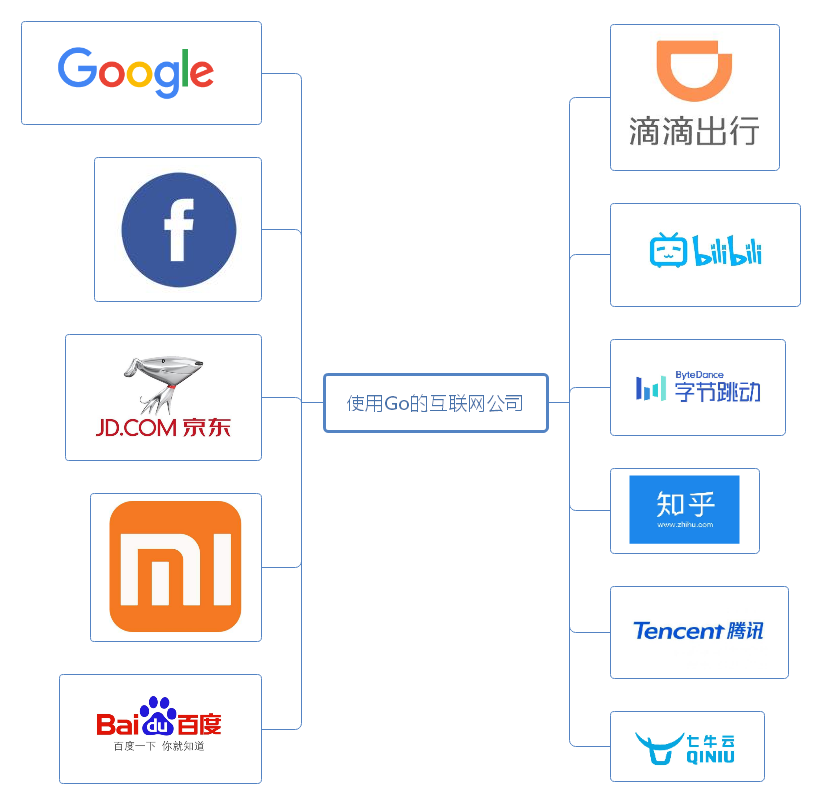 Google
f
JD.COM 京东
mi
Bai du 百度
百度一下 你就知道
使用Go的互联网公司
滴滴出行
bilibili
ByteDance
字节跳动
知乎
www.zhihu.com
Tencent 腾讯
七牛云
QINIU